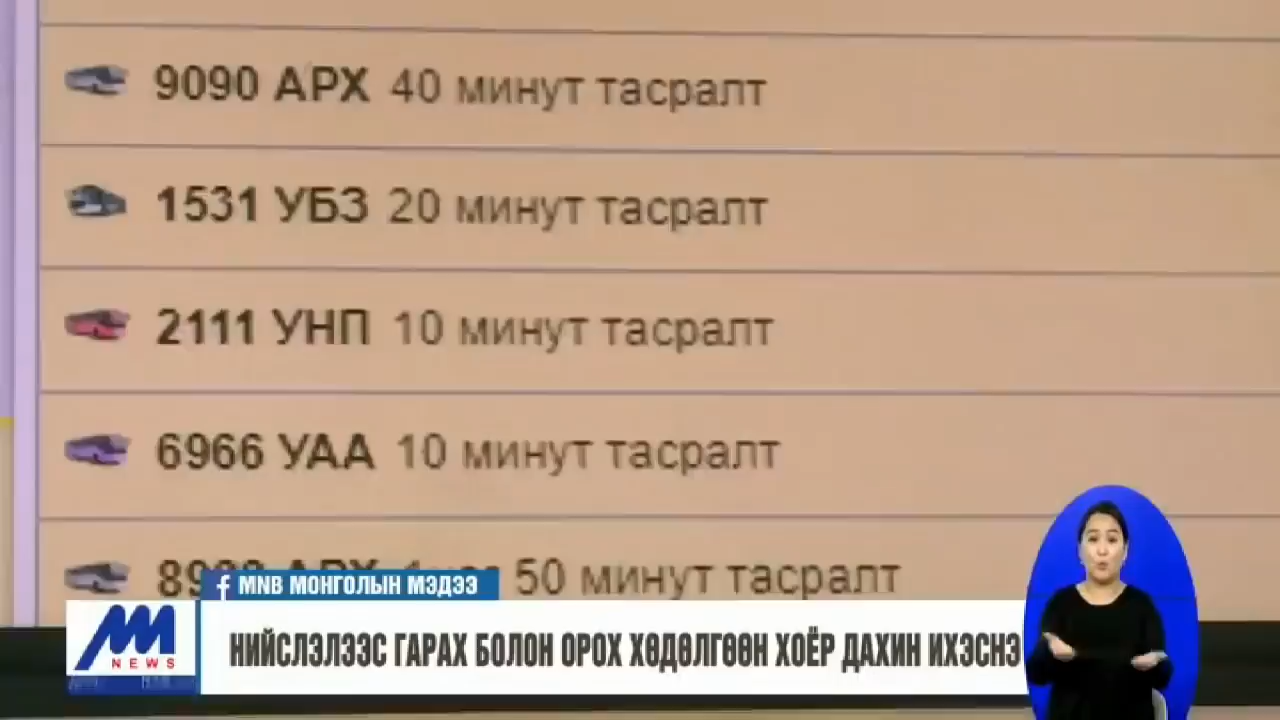 9090 АРХ 40 минут тасралт
1531 УБЗ 20 минут тасралт
2111 УНП 10 минут тасралт
6966 УАА 10 минут тасралт
50 минут тасралт
MNB МОНГОЛЫН МЭДЭЭ
NEWS
НИЙСЛЭЛЭЭС ГАРАХ БОЛОН ОРОХ ХӨДӨЛГӨӨН ХОЁР ДАХИН ИХЭСНЭ